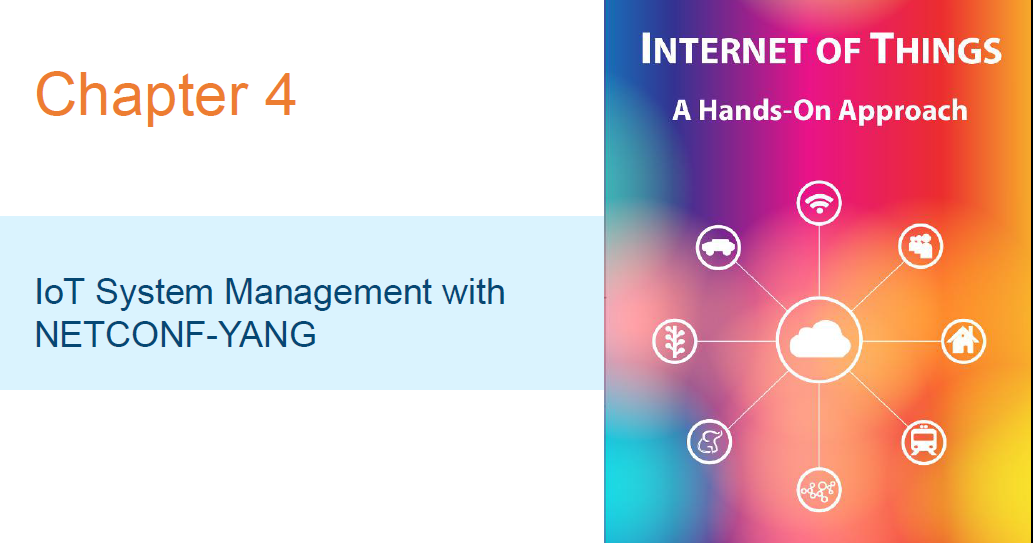 Chapter 4
IoT System Management with
NETCONF-YANG
INTERNET OF THINGS
A Hands-On Approach